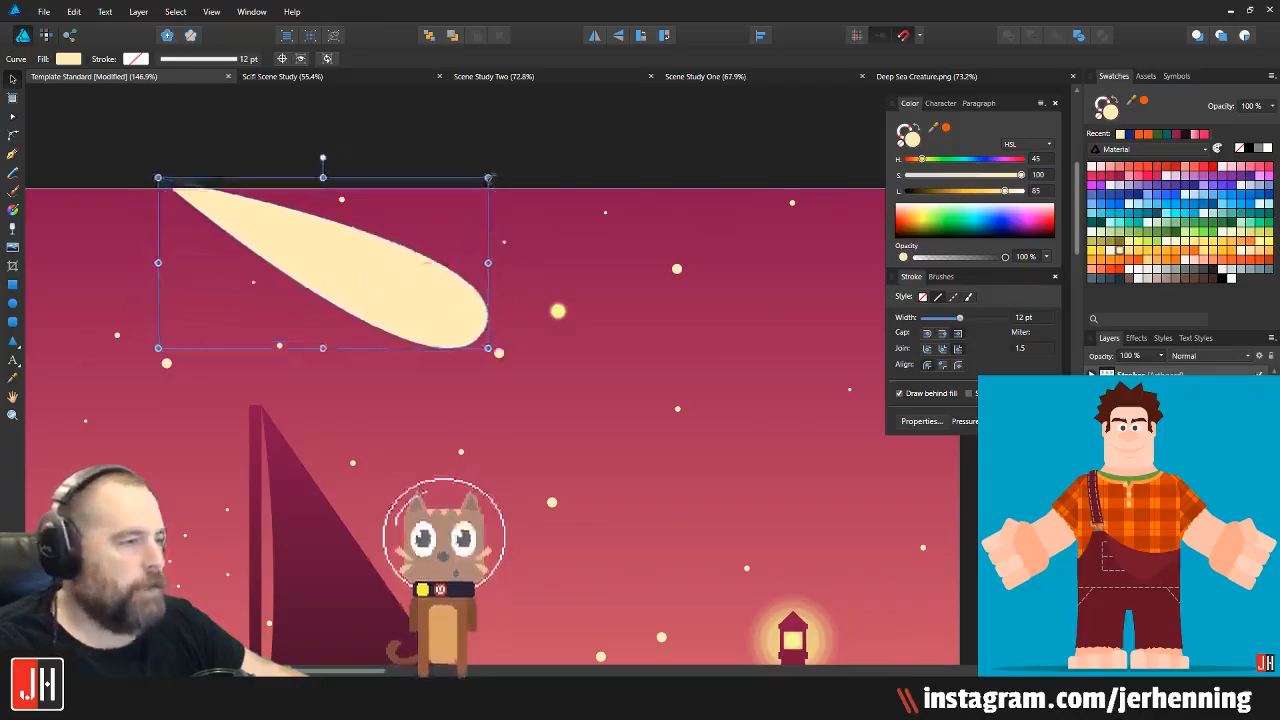 File Edit Text Layer Select View Window Help
Curve Fill: 12 pt
Template Standard [Modified] (146.9%) × Scifi Scene Study (55.4%) × Scene Study Two (72.8%) × Scene Study One (67.9%) × Deep Sea Creature.png (73.2%) ×
Color Character Paragraph
HSL
H: 45
S: 100
L: 85
Opacity
100 %
Stroke Brushes
Style:
Width: 12 pt
Cap: Miter:
Join: 1.5
Align:
Draw behind fill
Properties... Pressure
Swatches Assets Symbols
Opacity: 100 %
Recent:
Material
Layers Effects Styles Text Styles
Opacity: 100 % Normal
JH
JH
\\ instagram.com/jerhenning